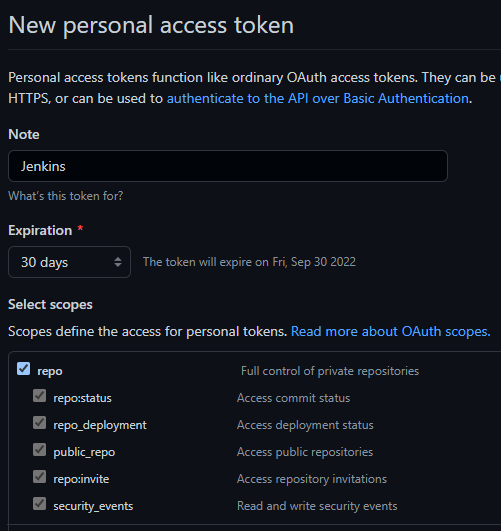 New personal access token
Personal access tokens function like ordinary OAuth access tokens. They can be
HTTPS, or can be used to authenticate to the API over Basic Authentication.
Note
Jenkins
What's this token for?
Expiration *
30 days The token will expire on Fri, Sep 30 2022
Select scopes
Scopes define the access for personal tokens. Read more about OAuth scopes.
repo Full control of private repositories
repo:status Access commit status
repo_deployment Access deployment status
public_repo Access public repositories
repo:invite Access repository invitations
security_events Read and write security events